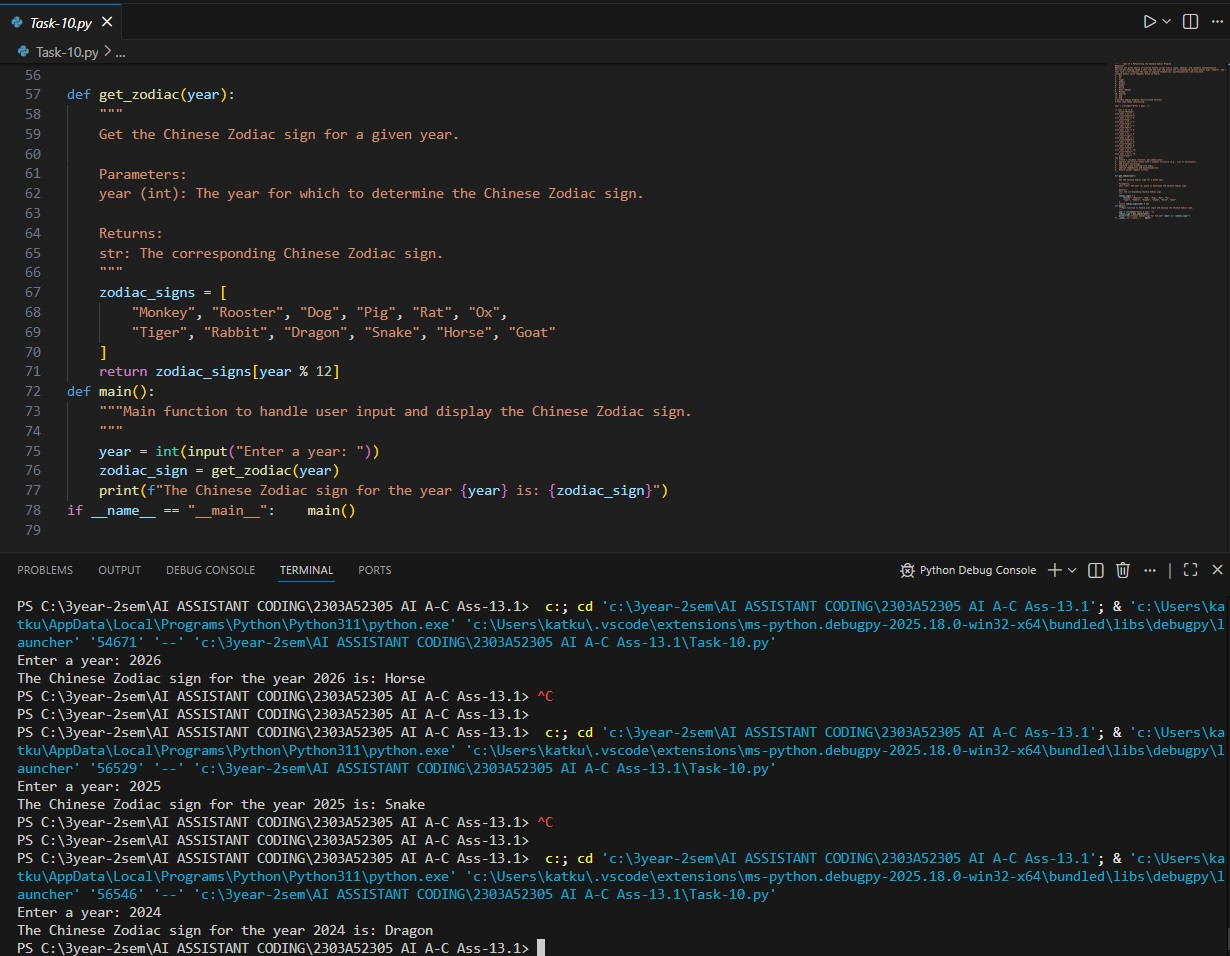 Task-10.py
Task-10.py > ...
56
57 def get_zodiac(year):
58 """
59 Get the Chinese Zodiac sign for a given year.
60
61 Parameters:
62 year (int): The year for which to determine the Chinese Zodiac sign.
63
64 Returns:
65 str: The corresponding Chinese Zodiac sign.
66 """
67 zodiac_signs = [
68 "Monkey", "Rooster", "Dog", "Pig", "Rat", "Ox",
69 "Tiger", "Rabbit", "Dragon", "Snake", "Horse", "Goat"
70 ]
71 return zodiac_signs[year % 12]
72 def main():
73 """Main function to handle user input and display the Chinese Zodiac sign.
74 """
75 year = int(input("Enter a year: "))
76 zodiac_sign = get_zodiac(year)
77 print(f"The Chinese Zodiac sign for the year {year} is: {zodiac_sign}")
78 if __name__ == "__main__":    main()
79
PROBLEMS OUTPUT DEBUG CONSOLE TERMINAL PORTS Python Debug Console
PS C:\3year-2sem\AI ASSISTANT CODING\2303A52305 AI A-C Ass-13.1>  c:; cd 'c:\3year-2sem\AI ASSISTANT CODING\2303A52305 AI A-C Ass-13.1'; & 'c:\Users\ka
tku\AppData\Local\Programs\Python\Python311\python.exe' 'c:\Users\katku\.vscode\extensions\ms-python.debugpy-2025.18.0-win32-x64\bundled\libs\debugpy\l
auncher' '54671' '--' 'c:\3year-2sem\AI ASSISTANT CODING\2303A52305 AI A-C Ass-13.1\Task-10.py'
Enter a year: 2026
The Chinese Zodiac sign for the year 2026 is: Horse
PS C:\3year-2sem\AI ASSISTANT CODING\2303A52305 AI A-C Ass-13.1> ^C
PS C:\3year-2sem\AI ASSISTANT CODING\2303A52305 AI A-C Ass-13.1>
PS C:\3year-2sem\AI ASSISTANT CODING\2303A52305 AI A-C Ass-13.1>  c:; cd 'c:\3year-2sem\AI ASSISTANT CODING\2303A52305 AI A-C Ass-13.1'; & 'c:\Users\ka
tku\AppData\Local\Programs\Python\Python311\python.exe' 'c:\Users\katku\.vscode\extensions\ms-python.debugpy-2025.18.0-win32-x64\bundled\libs\debugpy\l
auncher' '56529' '--' 'c:\3year-2sem\AI ASSISTANT CODING\2303A52305 AI A-C Ass-13.1\Task-10.py'
Enter a year: 2025
The Chinese Zodiac sign for the year 2025 is: Snake
PS C:\3year-2sem\AI ASSISTANT CODING\2303A52305 AI A-C Ass-13.1> ^C
PS C:\3year-2sem\AI ASSISTANT CODING\2303A52305 AI A-C Ass-13.1>
PS C:\3year-2sem\AI ASSISTANT CODING\2303A52305 AI A-C Ass-13.1>  c:; cd 'c:\3year-2sem\AI ASSISTANT CODING\2303A52305 AI A-C Ass-13.1'; & 'c:\Users\ka
tku\AppData\Local\Programs\Python\Python311\python.exe' 'c:\Users\katku\.vscode\extensions\ms-python.debugpy-2025.18.0-win32-x64\bundled\libs\debugpy\l
auncher' '56546' '--' 'c:\3year-2sem\AI ASSISTANT CODING\2303A52305 AI A-C Ass-13.1\Task-10.py'
Enter a year: 2024
The Chinese Zodiac sign for the year 2024 is: Dragon
PS C:\3year-2sem\AI ASSISTANT CODING\2303A52305 AI A-C Ass-13.1>